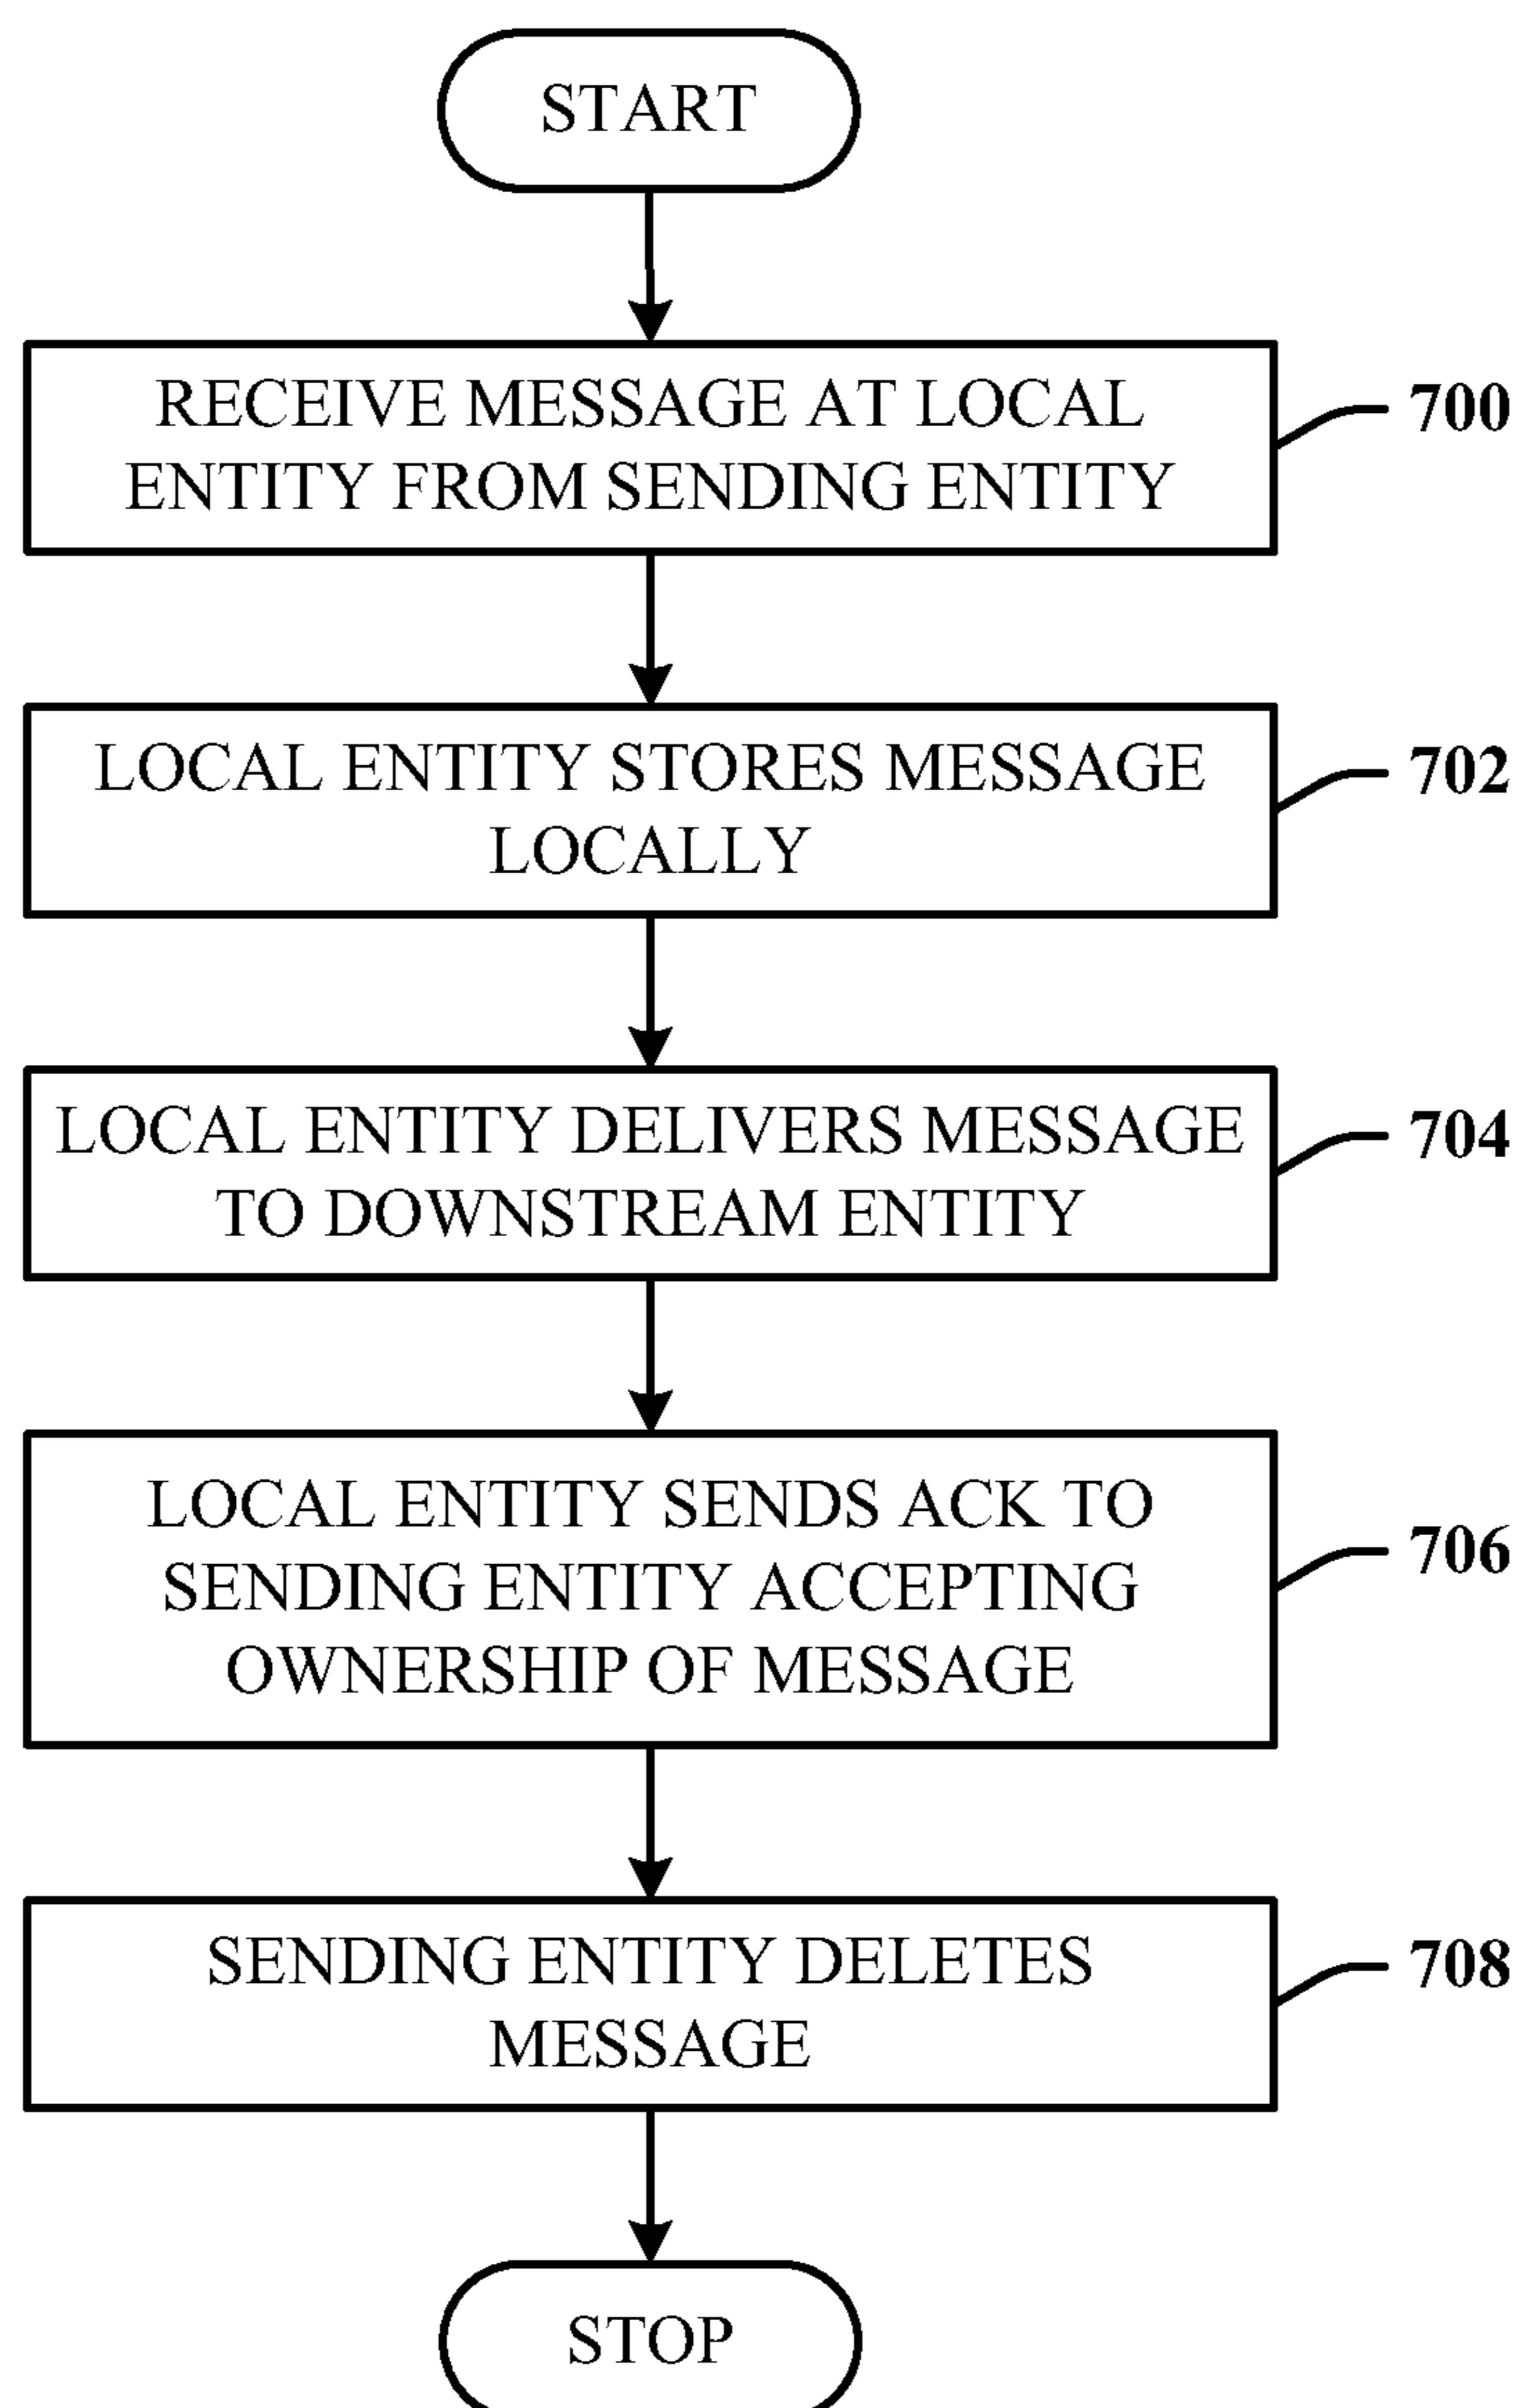 START
RECEIVE MESSAGE AT LOCAL
ENTITY FROM SENDING ENTITY
700
LOCAL ENTITY STORES MESSAGE
LOCALLY
702
LOCAL ENTITY DELIVERS MESSAGE
TO DOWNSTREAM ENTITY
704
LOCAL ENTITY SENDS ACK TO
SENDING ENTITY ACCEPTING
OWNERSHIP OF MESSAGE
706
SENDING ENTITY DELETES
MESSAGE
708
STOP